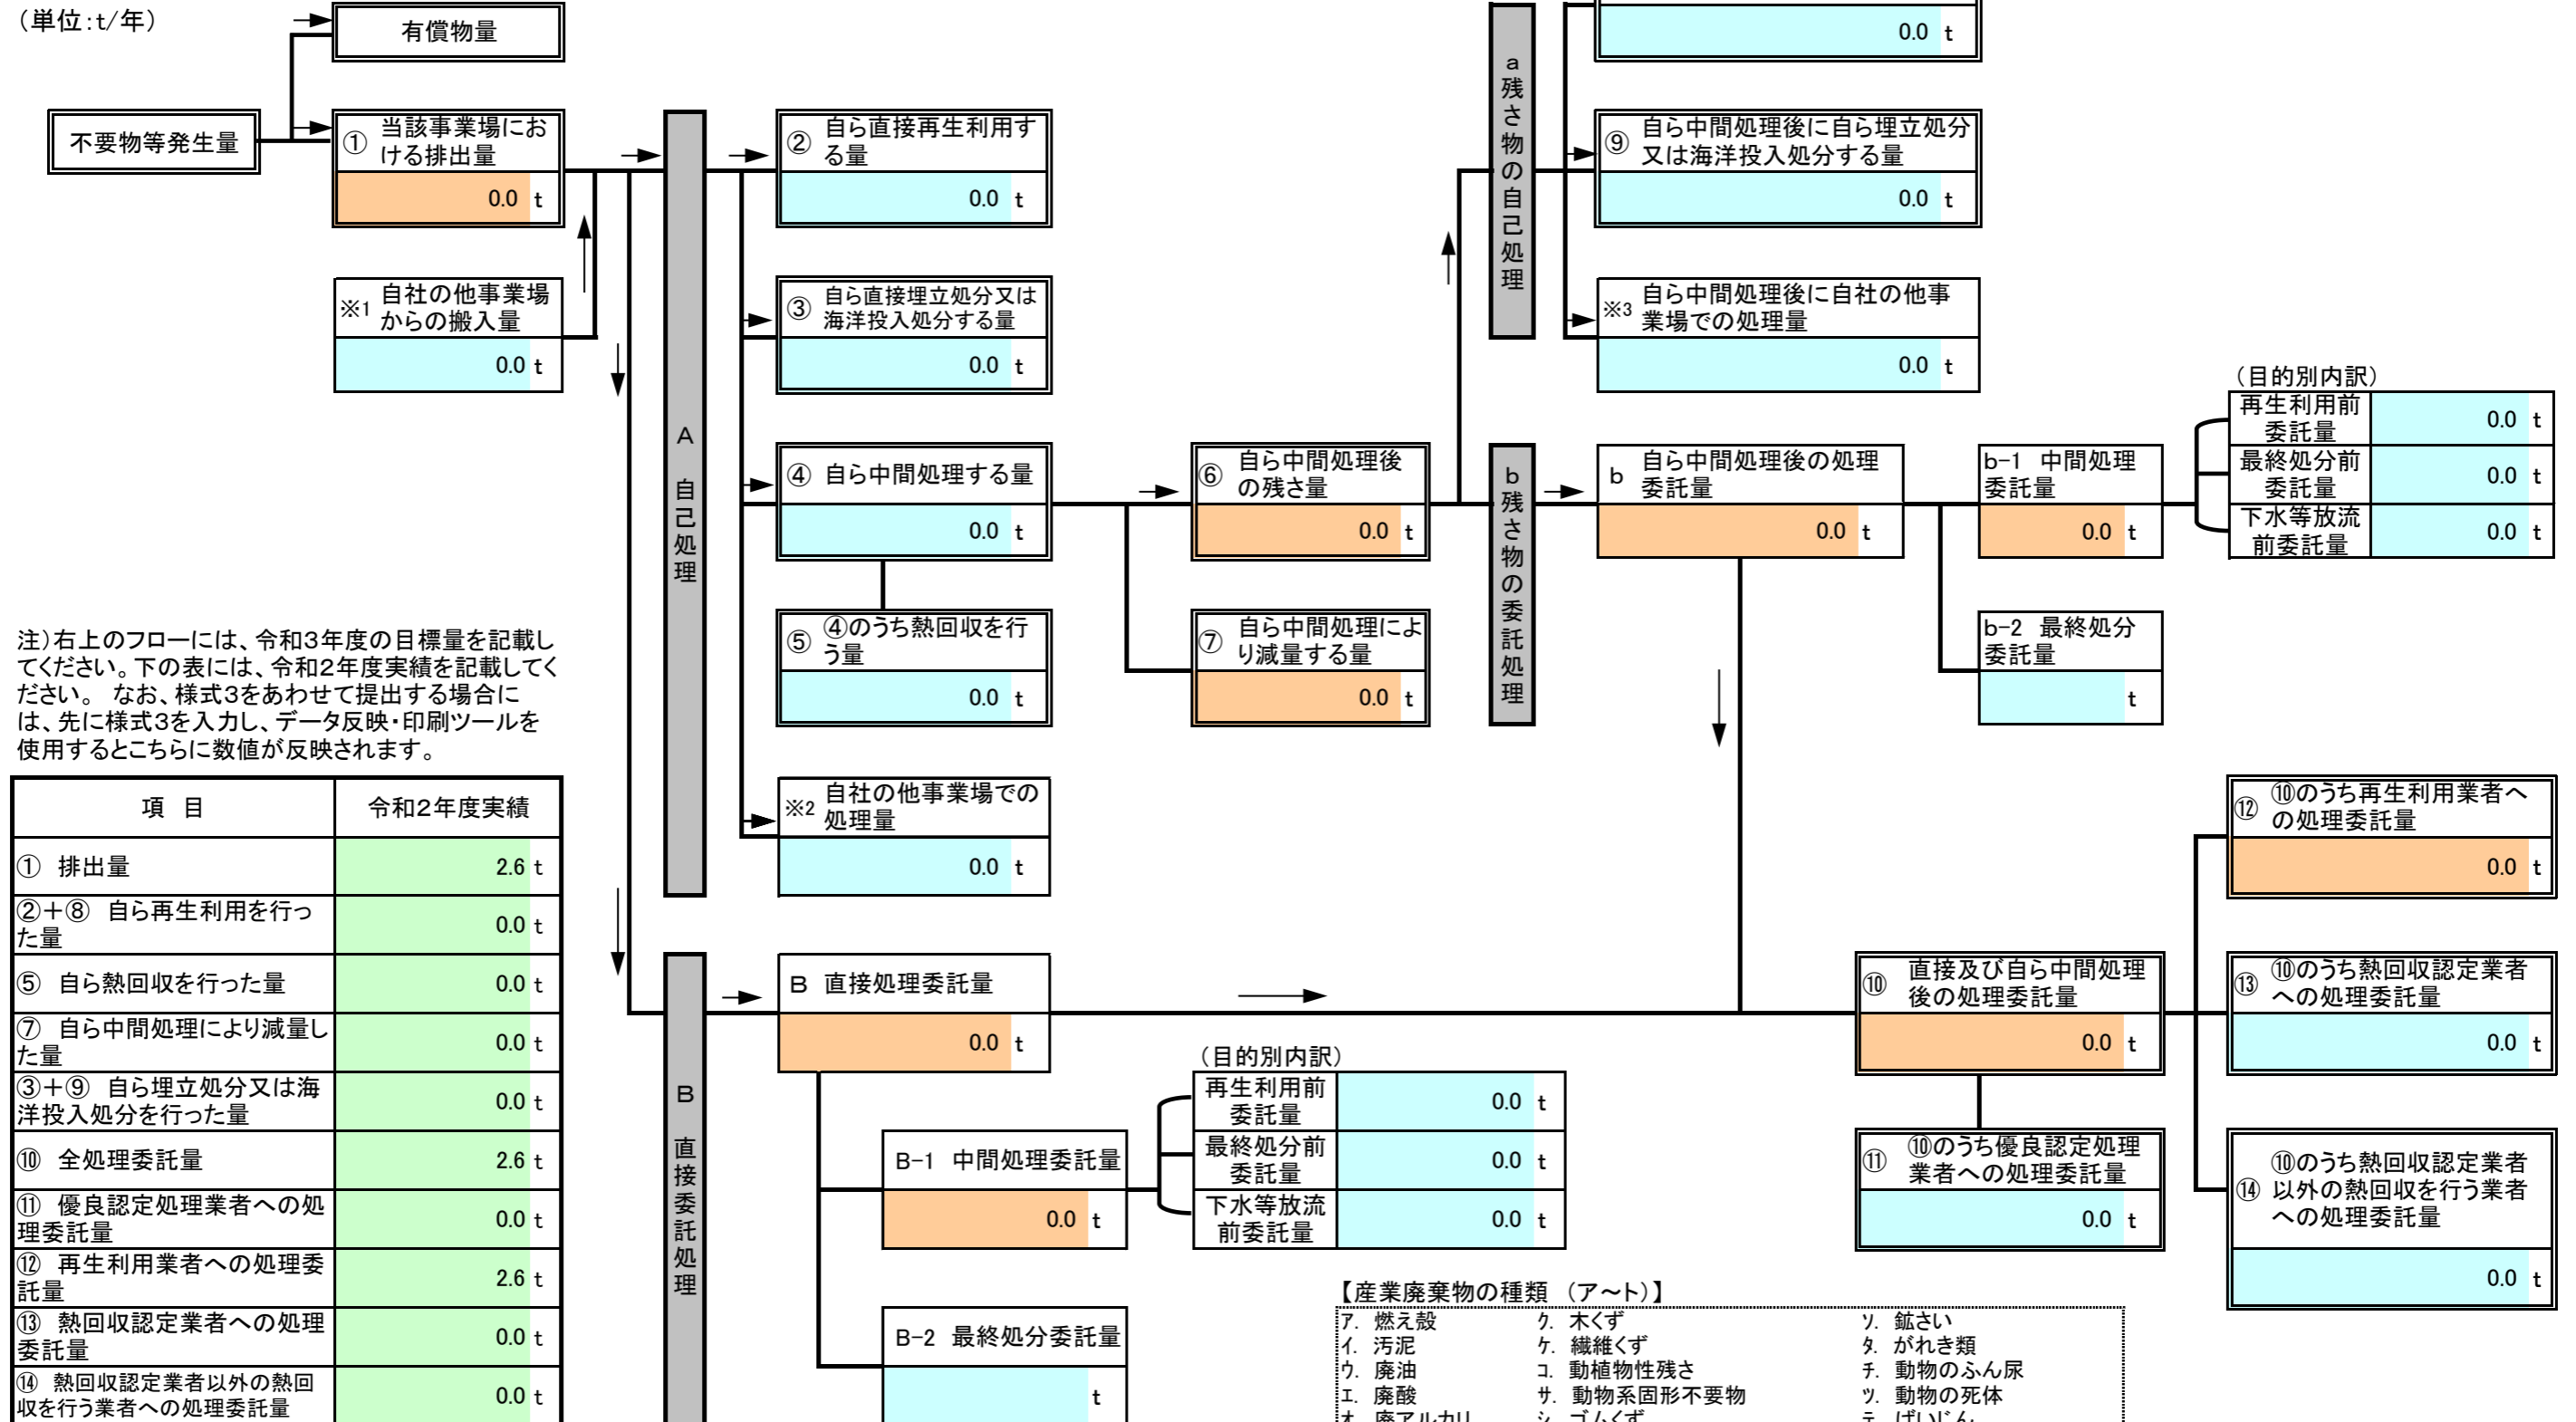 （単位：t/年）
有償物量
不要物等発生量
① 当該事業場にお
ける排出量
0.0 t
※1 自社の他事業場
からの搬入量
0.0 t
A 自己処理
② 自ら直接再生利用す
る量
0.0 t
③ 自ら直接埋立処分又は
海洋投入処分する量
0.0 t
④ 自ら中間処理する量
0.0 t
⑤ ④のうち熱回収を行
う量
0.0 t
※2 自社の他事業場での
処理量
0.0 t
⑥ 自ら中間処理後
の残さ量
0.0 t
⑦ 自ら中間処理によ
り減量する量
0.0 t
a 残さ物の自己処理
0.0 t
⑨ 自ら中間処理後に自ら埋立処分
又は海洋投入処分する量
0.0 t
※3 自ら中間処理後に自社の他事
業場での処理量
0.0 t
b 残さ物の委託処理
b 自ら中間処理後の処理
委託量
0.0 t
b-1 中間処理
委託量
0.0 t
（目的別内訳）
再生利用前
委託量
0.0 t
最終処分前
委託量
0.0 t
下水等放流
前委託量
0.0 t
b-2 最終処分
委託量
t
注）右上のフローには、令和３年度の目標量を記載し
てください。下の表には、令和２年度実績を記載してく
ださい。 なお、様式３をあわせて提出する場合に
は、先に様式３を入力し、データ反映・印刷ツールを
使用するとこちらに数値が反映されます。
項 目 令和２年度実績
① 排出量 2.6 t
②＋⑧ 自ら再生利用を行っ
た量
0.0 t
⑤ 自ら熱回収を行った量 0.0 t
⑦ 自ら中間処理により減量し
た量
0.0 t
③＋⑨ 自ら埋立処分又は海
洋投入処分を行った量
0.0 t
⑩ 全処理委託量 2.6 t
⑪ 優良認定処理業者への処
理委託量
0.0 t
⑫ 再生利用業者への処理委
託量
2.6 t
⑬ 熱回収認定業者への処理
委託量
0.0 t
⑭ 熱回収認定業者以外の熱回
収を行う業者への処理委託量
0.0 t
B 直接委託処理
B 直接処理委託量
0.0 t
B-1 中間処理委託量
0.0 t
（目的別内訳）
再生利用前
委託量
0.0 t
最終処分前
委託量
0.0 t
下水等放流
前委託量
0.0 t
B-2 最終処分委託量
t
⑩ 直接及び自ら中間処理
後の処理委託量
0.0 t
⑪ ⑩のうち優良認定処理
業者への処理委託量
0.0 t
⑫ ⑩のうち再生利用業者へ
の処理委託量
0.0 t
⑬ ⑩のうち熱回収認定業者
への処理委託量
0.0 t
⑭ ⑩のうち熱回収認定業者
以外の熱回収を行う業者
への処理委託量
0.0 t
【産業廃棄物の種類 （ア～ト）】
ｱ. 燃え殻 ｸ. 木くず ｿ. 鉱さい
ｲ. 汚泥 ｹ. 繊維くず ﾀ. がれき類
ｳ. 廃油 ｺ. 動植物性残さ ﾁ. 動物のふん尿
ｴ. 廃酸 ｻ. 動物系固形不要物 ﾂ. 動物の死体
ｵ. 廃アルカリ ｼ. ゴムくず ﾃ. ばいじん